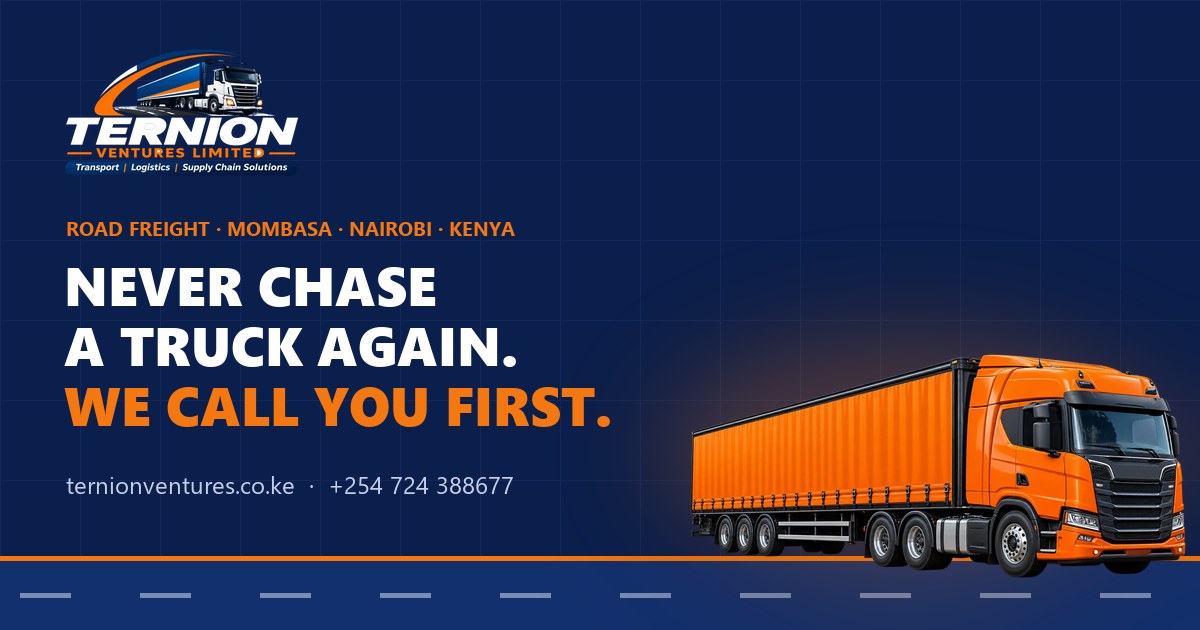 TERNION
VENTURES LIMITED
Transport | Logistics | Supply Chain Solutions
ROAD FREIGHT · MOMBASA · NAIROBI · KENYA
NEVER CHASE
A TRUCK AGAIN.
WE CALL YOU FIRST.
ternionventures.co.ke · +254 724 388677